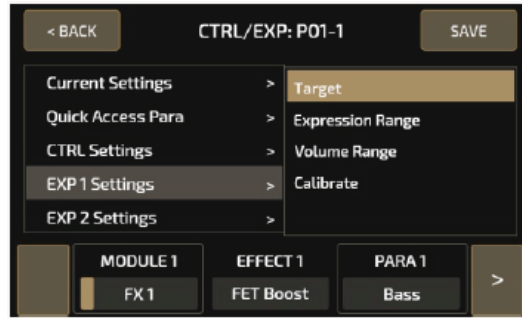 < BACK CTRL/EXP: P01-1 SAVE
Current Settings > Target
Quick Access Para > Expression Range
CTRL Settings > Volume Range
EXP 1 Settings > Calibrate
EXP 2 Settings >
MODULE 1 EFFECT 1 PARA 1
FX 1 FET Boost Bass >